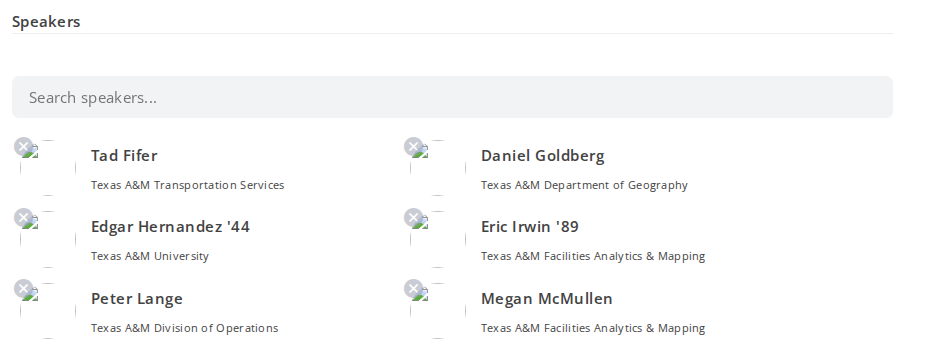 Speakers
Search speakers...
Tad Fifer
Texas A&M Transportation Services
Daniel Goldberg
Texas A&M Department of Geography
Edgar Hernandez '44
Texas A&M University
Eric Irwin '89
Texas A&M Facilities Analytics & Mapping
Peter Lange
Texas A&M Division of Operations
Megan McMullen
Texas A&M Facilities Analytics & Mapping